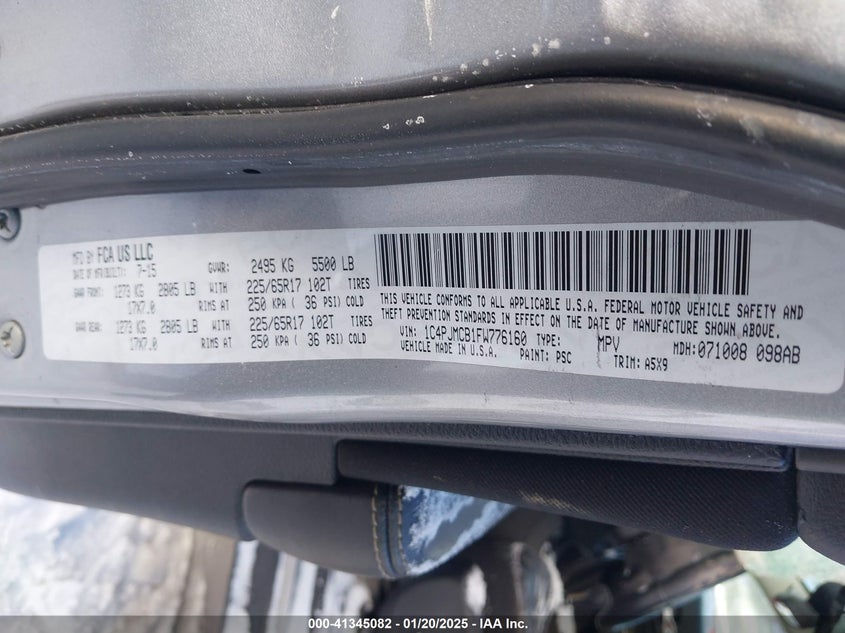 MFD BY FCA US LLC
DATE OF MFR(BUILT): 7-15 GVWR: 2495 KG 5500 LB
GAWR FRONT: 1273 KG 2805 LB WITH 225/65R17 102T TIRES
17X7.0 RIMS AT 250 KPA ( 36 PSI) COLD
GAWR REAR: 1273 KG 2805 LB WITH 225/65R17 102T TIRES
17X7.0 RIMS AT 250 KPA ( 36 PSI) COLD
THIS VEHICLE CONFORMS TO ALL APPLICABLE U.S.A. FEDERAL MOTOR VEHICLE SAFETY AND
THEFT PREVENTION STANDARDS IN EFFECT ON THE DATE OF MANUFACTURE SHOWN ABOVE.
VIN: 1C4PJMCB1FW776160 TYPE: MPV MDH:071008 098AB
VEHICLE MADE IN U.S.A. PAINT: PSC TRIM: A5X9
000-41345082 - 01/20/2025 - IAAI.COM.